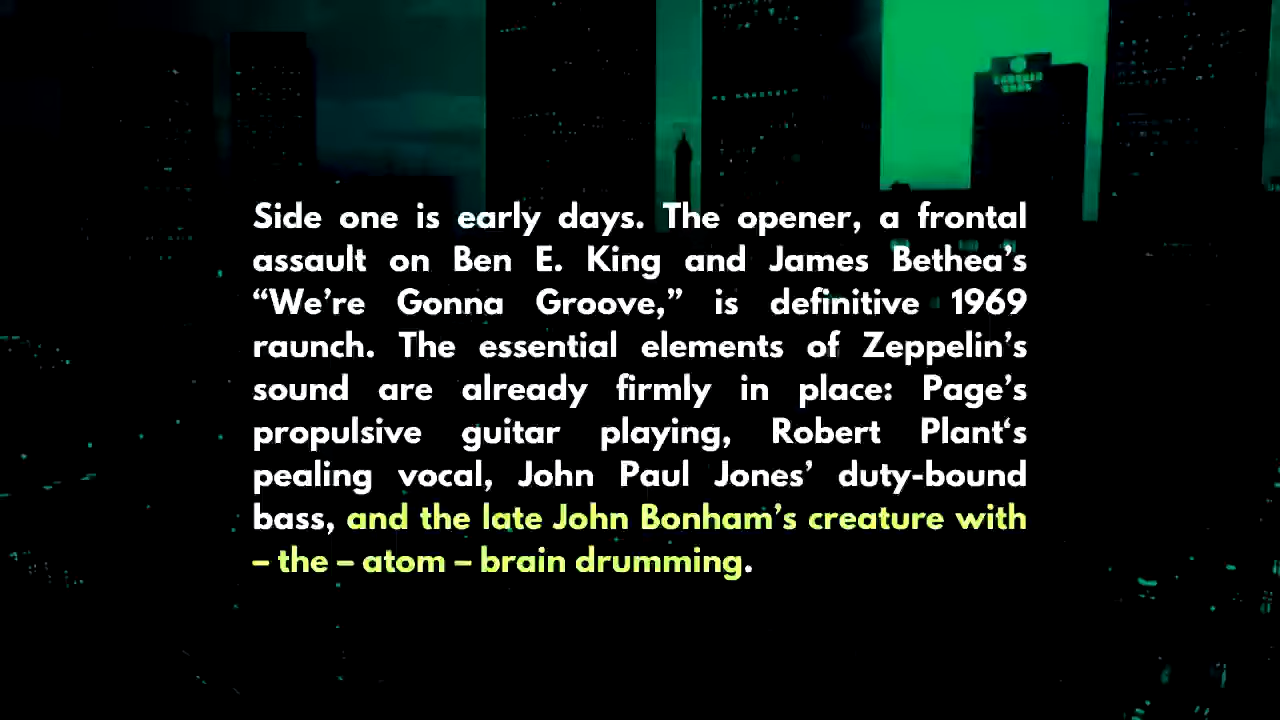 Side one is early days. The opener, a frontal
assault on Ben E. King and James Bethea’s
“We’re Gonna Groove,” is definitive 1969
raunch. The essential elements of Zeppelin’s
sound are already firmly in place: Page’s
propulsive guitar playing, Robert Plant‘s
pealing vocal, John Paul Jones’ duty-bound
bass, and the late John Bonham’s creature with
– the – atom – brain drumming.